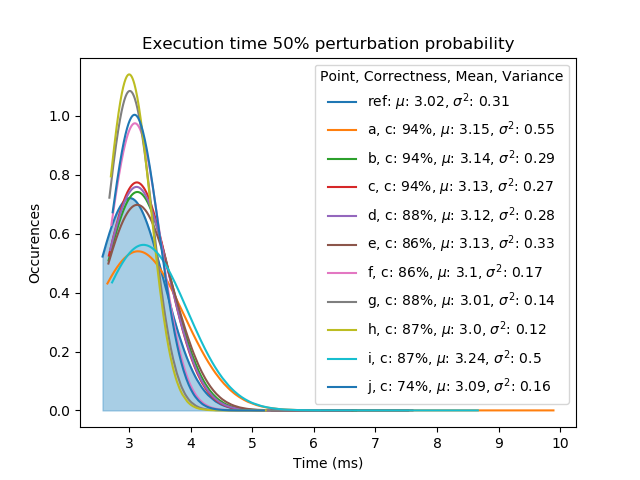 Execution time 50% perturbation probability
Point, Correctness, Mean, Variance
ref: μ: 3.02, σ²: 0.31
a, c: 94%, μ: 3.15, σ²: 0.55
b, c: 94%, μ: 3.14, σ²: 0.29
c, c: 94%, μ: 3.13, σ²: 0.27
d, c: 88%, μ: 3.12, σ²: 0.28
e, c: 86%, μ: 3.13, σ²: 0.33
f, c: 86%, μ: 3.1, σ²: 0.17
g, c: 88%, μ: 3.01, σ²: 0.14
h, c: 87%, μ: 3.0, σ²: 0.12
i, c: 87%, μ: 3.24, σ²: 0.5
j, c: 74%, μ: 3.09, σ²: 0.16
Occurences
1.0
0.8
0.6
0.4
0.2
0.0
3 4 5 6 7 8 9 10
Time (ms)